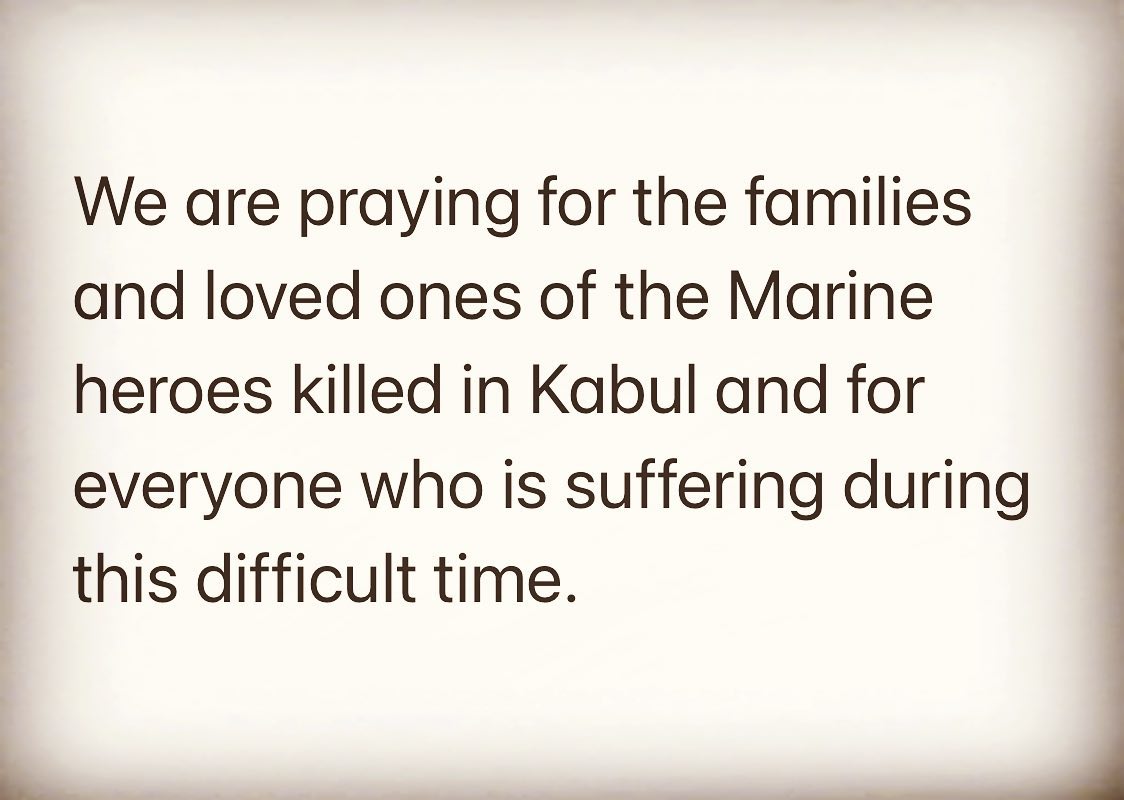 We are praying for the families
and loved ones of the Marine
heroes killed in Kabul and for
everyone who is suffering during
this difficult time.